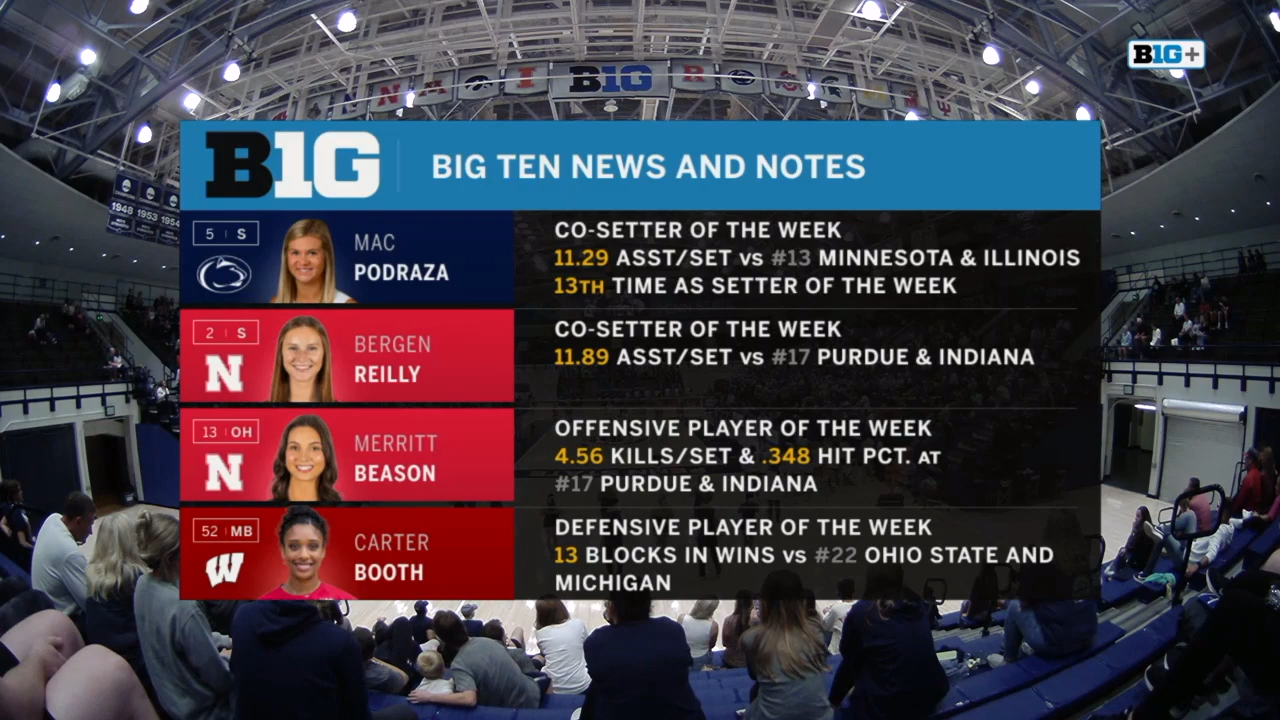 B1G+
B1G
1948 1953 1954
B1G
BIG TEN NEWS AND NOTES
5 | S
MAC
PODRAZA
CO-SETTER OF THE WEEK
11.29 ASST/SET vs #13 MINNESOTA & ILLINOIS
13TH TIME AS SETTER OF THE WEEK
2 | S
N
BERGEN
REILLY
CO-SETTER OF THE WEEK
11.89 ASST/SET vs #17 PURDUE & INDIANA
13 | OH
N
MERRITT
BEASON
OFFENSIVE PLAYER OF THE WEEK
4.56 KILLS/SET & .348 HIT PCT. AT
#17 PURDUE & INDIANA
52 | MB
W
CARTER
BOOTH
DEFENSIVE PLAYER OF THE WEEK
13 BLOCKS IN WINS vs #22 OHIO STATE AND
MICHIGAN